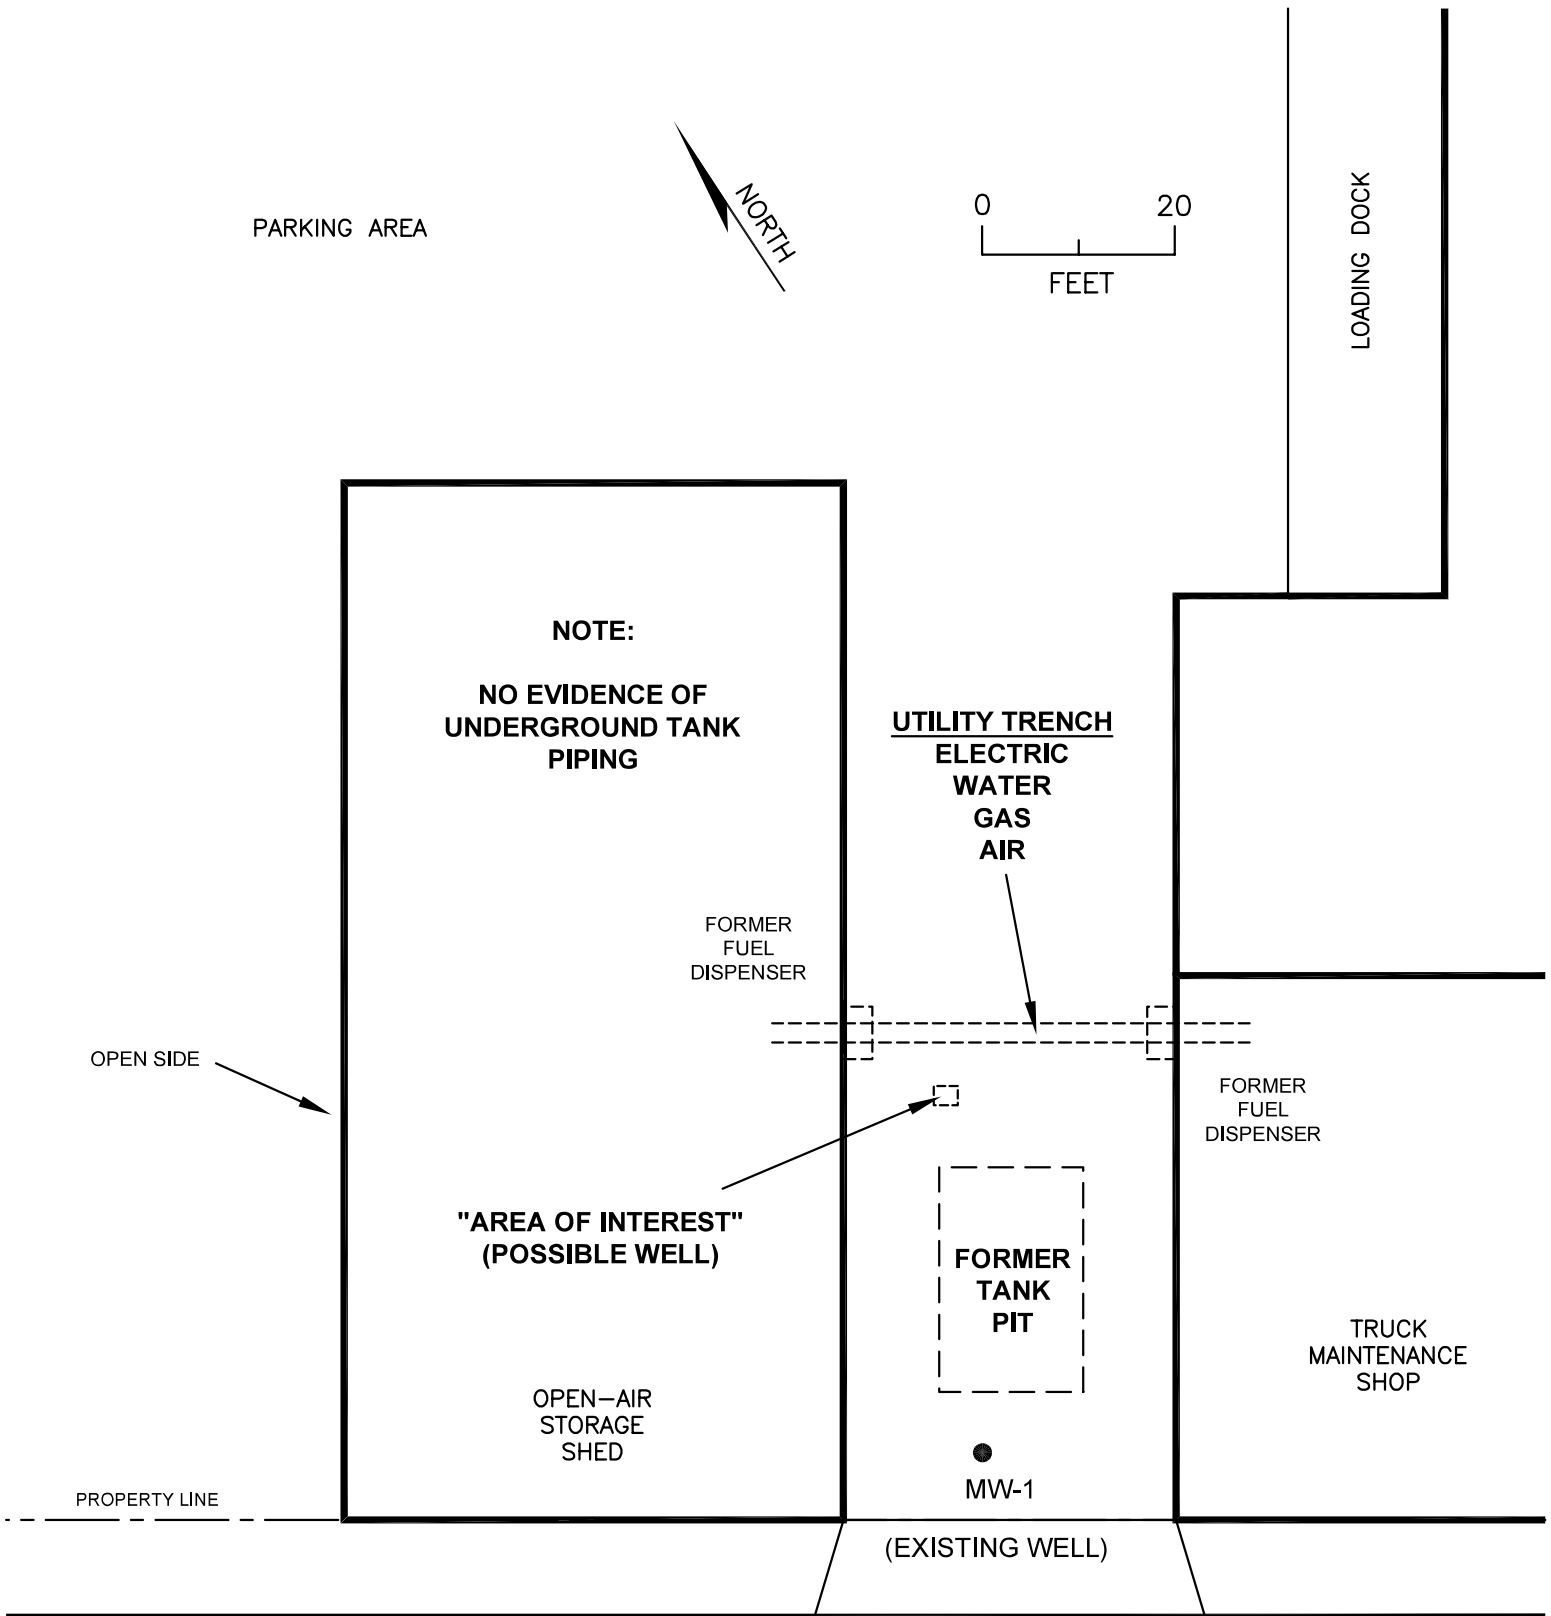 PARKING AREA
NORTH
0 20
FEET
LOADING DOCK
NOTE:
NO EVIDENCE OF
UNDERGROUND TANK
PIPING
UTILITY TRENCH
ELECTRIC
WATER
GAS
AIR
FORMER
FUEL
DISPENSER
OPEN SIDE
FORMER
FUEL
DISPENSER
"AREA OF INTEREST"
(POSSIBLE WELL)
FORMER
TANK
PIT
TRUCK
MAINTENANCE
SHOP
OPEN-AIR
STORAGE
SHED
MW-1
PROPERTY LINE
(EXISTING WELL)